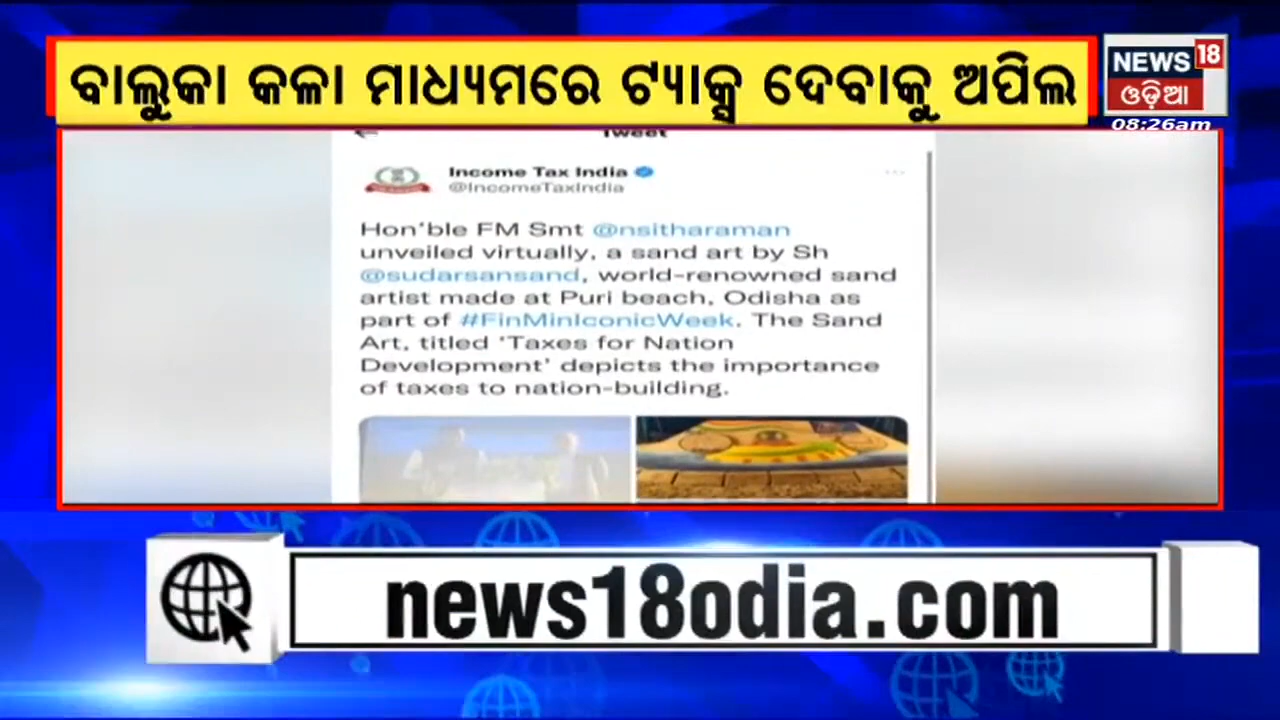 ବାଲୁକା କଳା ମାଧ୍ୟମରେ ଟ୍ୟାକ୍ସ ଦେବାକୁ ଅପିଲ
NEWS 18
ଓଡ଼ିଆ
08:26am
Tweet
Income Tax India
@IncomeTaxIndia
Hon'ble FM Smt @nsitharaman
unveiled virtually, a sand art by Sh
@sudarsansand, world-renowned sand
artist made at Puri beach, Odisha as
part of #FinMinIconicWeek. The Sand
Art, titled 'Taxes for Nation
Development' depicts the importance
of taxes to nation-building.
news18odia.com